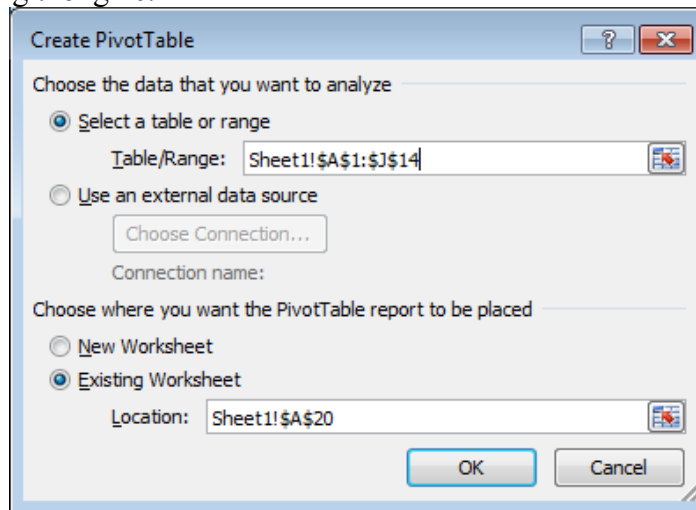 Create PivotTable
Choose the data that you want to analyze
Select a table or range
Table/Range: Sheet1!$A$1:$J$14
Use an external data source
Choose Connection...
Connection name:
Choose where you want the PivotTable report to be placed
New Worksheet
Existing Worksheet
Location: Sheet1!$A$20
OK Cancel